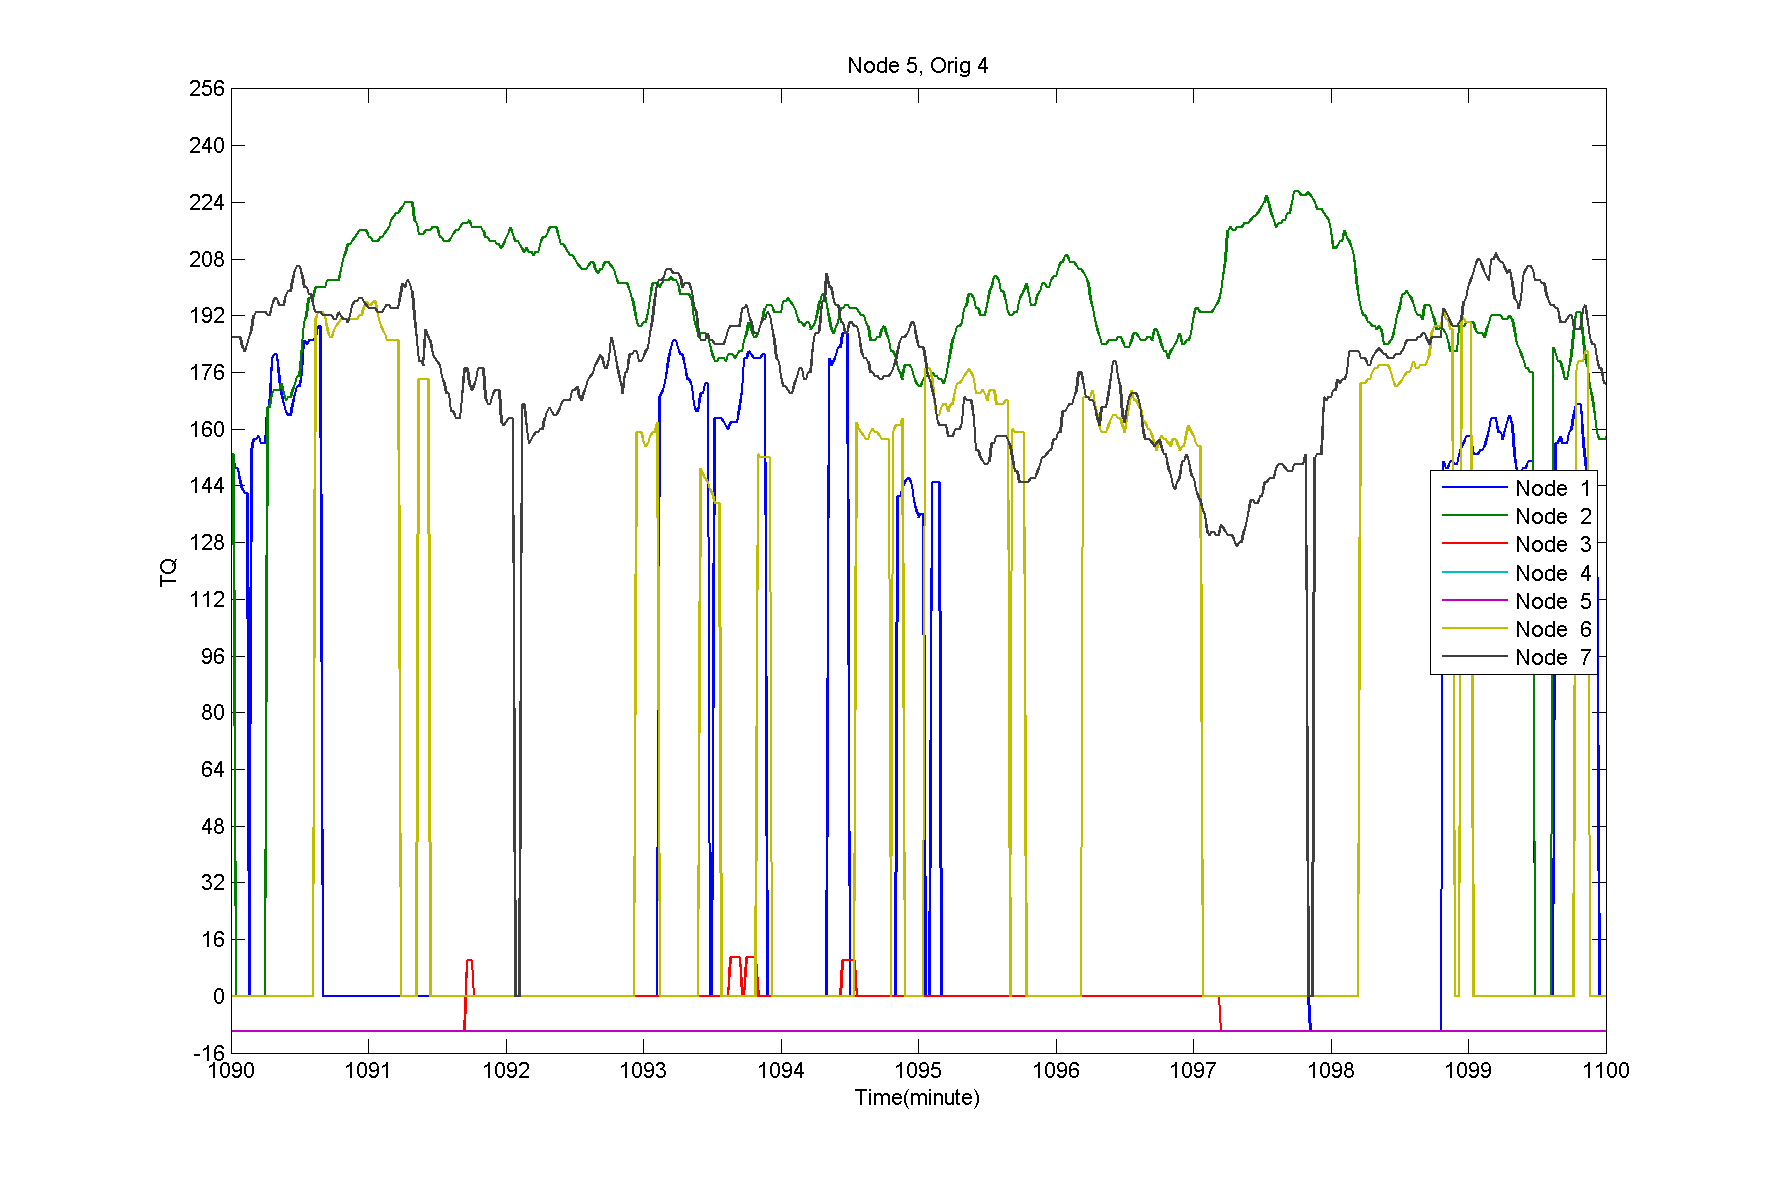 Node 5, Orig 4
256
240
224
208
192
176
160
144
128
112
96
80
64
48
32
16
0
-16
TQ
Node 1
Node 2
Node 3
Node 4
Node 5
Node 6
Node 7
1090 1091 1092 1093 1094 1095 1096 1097 1098 1099 1100
Time(minute)